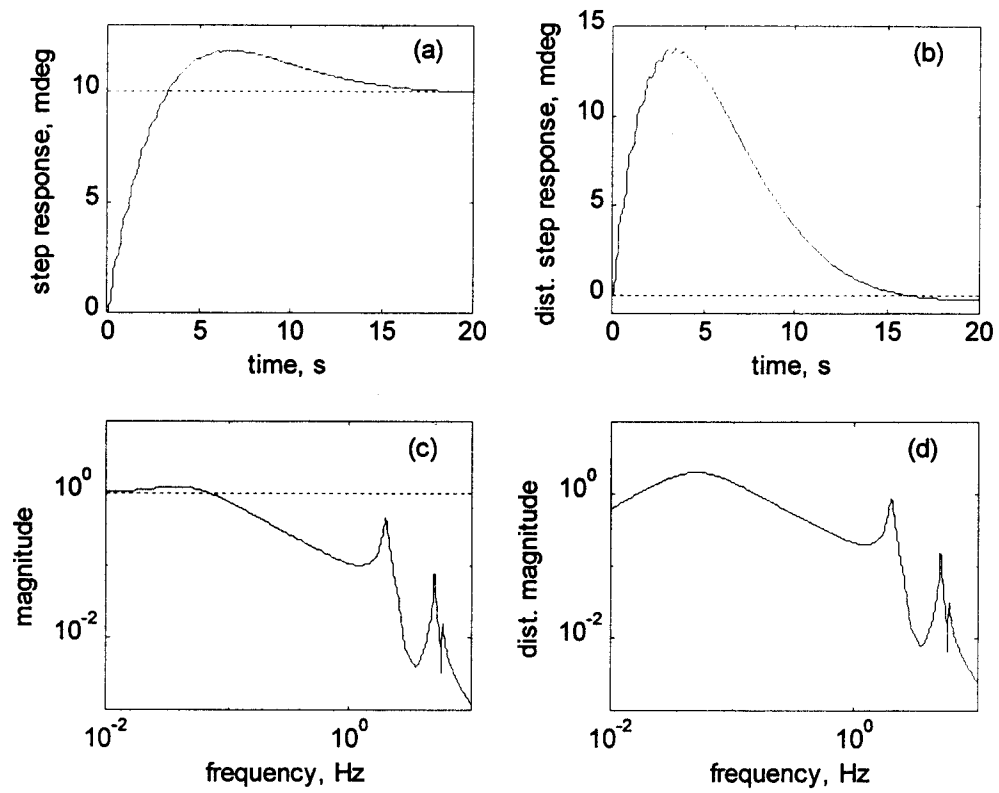 (a)
step response, mdeg
10
5
0
0 5 10 15 20
time, s
(b)
dist. step response, mdeg
15
10
5
0
0 5 10 15 20
time, s
(c)
magnitude
10^0
10^-2
10^-2 10^0
frequency, Hz
(d)
dist. magnitude
10^0
10^-2
10^-2 10^0
frequency, Hz